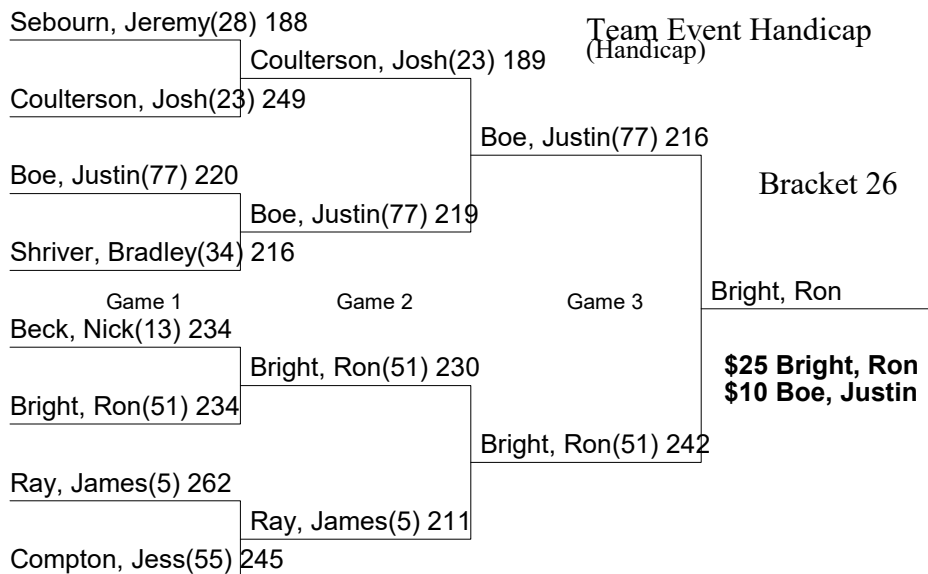 Sebourn, Jeremy(28) 188
Team Event Handicap
(Handicap)
Coulterson, Josh(23) 189
Coulterson, Josh(23) 249
Boe, Justin(77) 216
Boe, Justin(77) 220
Bracket 26
Boe, Justin(77) 219
Shriver, Bradley(34) 216
Game 1
Game 2
Game 3
Bright, Ron
Beck, Nick(13) 234
Bright, Ron(51) 230
$25 Bright, Ron
$10 Boe, Justin
Bright, Ron(51) 234
Bright, Ron(51) 242
Ray, James(5) 262
Ray, James(5) 211
Compton, Jess(55) 245